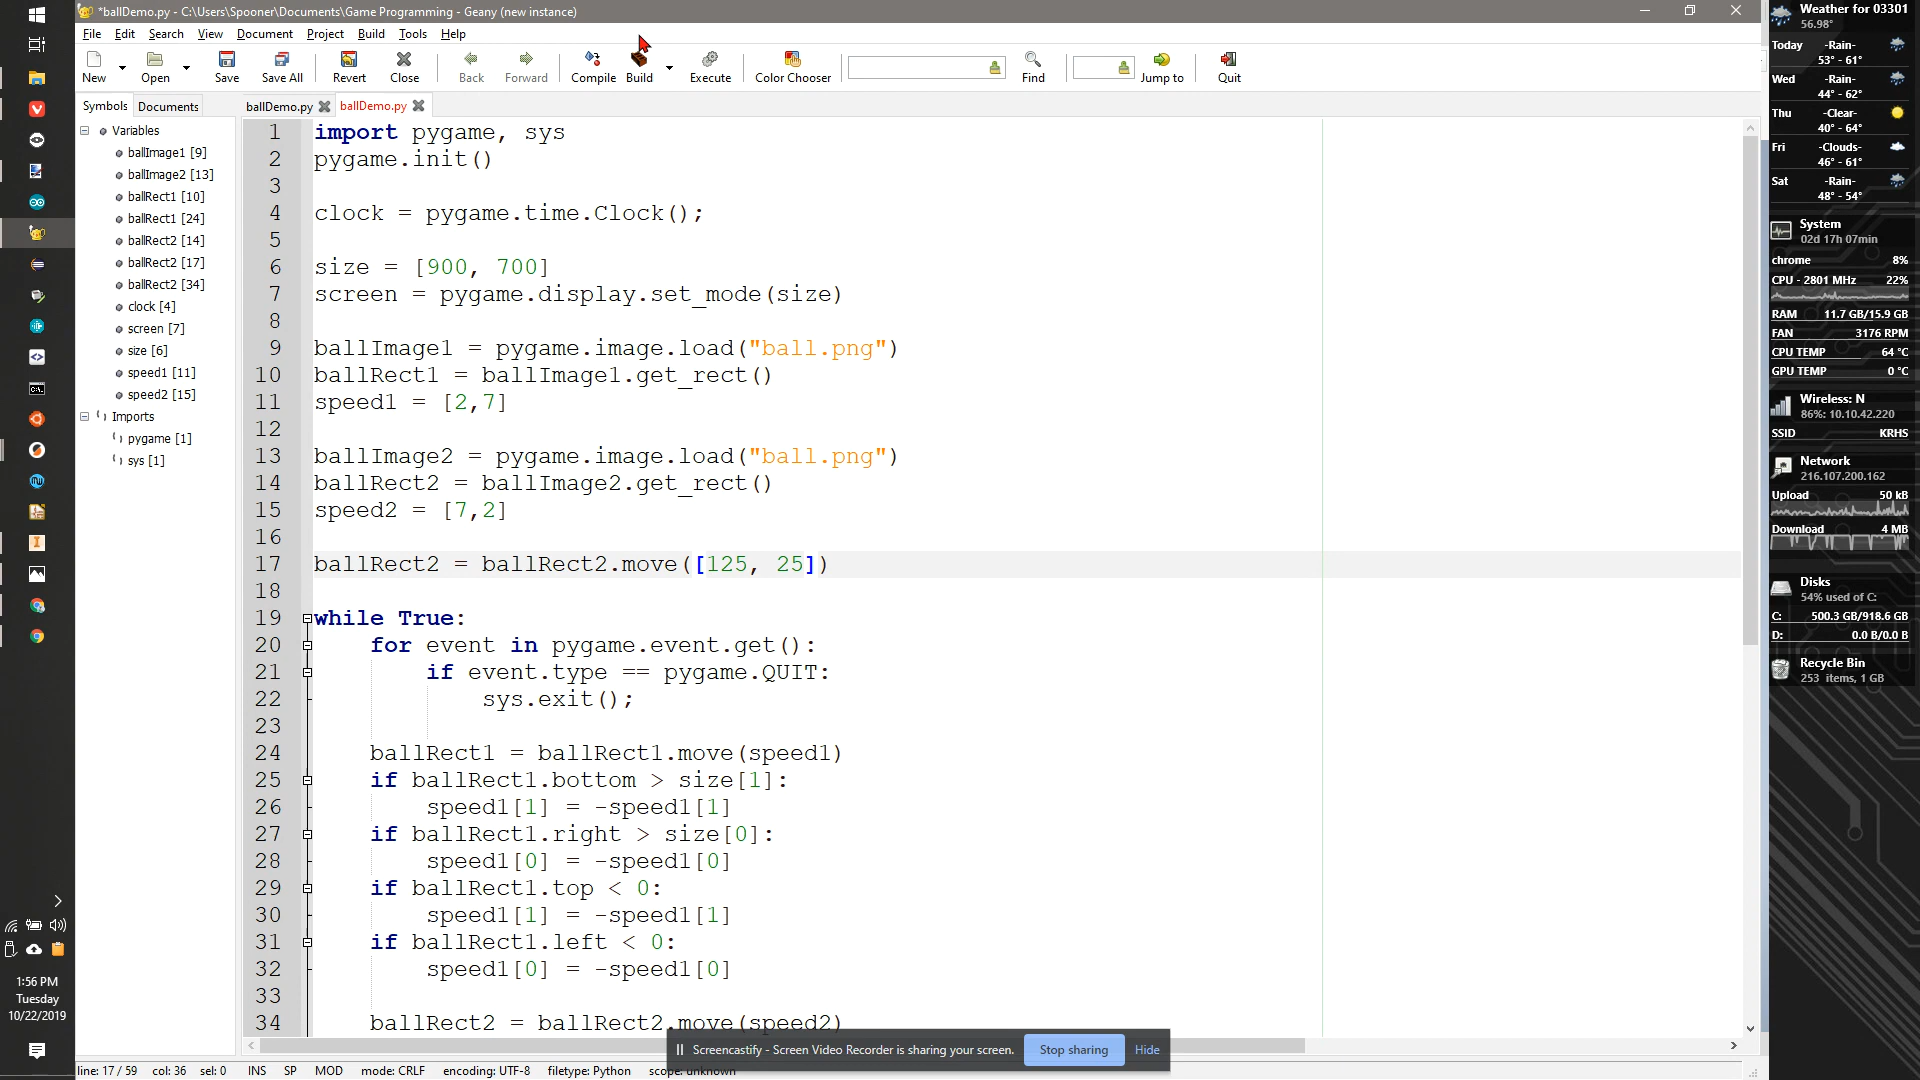 *ballDemo.py - C:\Users\Spooner\Documents\Game Programming - Geany (new instance)
File Edit Search View Document Project Build Tools Help
New Open Save Save All Revert Close Back Forward Compile Build Execute Color Chooser Find Jump to Quit
Symbols Documents ballDemo.py ballDemo.py
Variables
ballImage1 [9]
ballImage2 [13]
ballRect1 [10]
ballRect1 [24]
ballRect2 [14]
ballRect2 [17]
ballRect2 [34]
clock [4]
screen [7]
size [6]
speed1 [11]
speed2 [15]
Imports
pygame [1]
sys [1]
1 import pygame, sys
2 pygame.init()
3
4 clock = pygame.time.Clock();
5
6 size = [900, 700]
7 screen = pygame.display.set_mode(size)
8
9 ballImage1 = pygame.image.load("ball.png")
10 ballRect1 = ballImage1.get_rect()
11 speed1 = [2,7]
12
13 ballImage2 = pygame.image.load("ball.png")
14 ballRect2 = ballImage2.get_rect()
15 speed2 = [7,2]
16
17 ballRect2 = ballRect2.move([125, 25])
18
19 while True:
20 for event in pygame.event.get():
21 if event.type == pygame.QUIT:
22 sys.exit();
23
24 ballRect1 = ballRect1.move(speed1)
25 if ballRect1.bottom > size[1]:
26 speed1[1] = -speed1[1]
27 if ballRect1.right > size[0]:
28 speed1[0] = -speed1[0]
29 if ballRect1.top < 0:
30 speed1[1] = -speed1[1]
31 if ballRect1.left < 0:
32 speed1[0] = -speed1[0]
33
34 ballRect2 = ballRect2.move(speed2)
Screencastify - Screen Video Recorder is sharing your screen. Stop sharing Hide
line: 17 / 59 col: 36 sel: 0 INS SP MOD mode: CRLF encoding: UTF-8 filetype: Python scope: unknown
1:56 PM
Tuesday
10/22/2019
Weather for 03301
56.98°
Today -Rain-
53° - 61°
Wed -Rain-
44° - 62°
Thu -Clear-
40° - 64°
Fri -Clouds-
46° - 61°
Sat -Rain-
48° - 54°
System
02d 17h 07min
chrome 8%
CPU - 2801 MHz 22%
RAM 11.7 GB/15.9 GB
FAN 3176 RPM
CPU TEMP 64 °C
GPU TEMP 0 °C
Wireless: N
86%: 10.10.42.220
SSID KRHS
Network
216.107.200.162
Upload 50 kB
Download 4 MB
Disks
54% used of C:
C: 500.3 GB/918.6 GB
D: 0.0 B/0.0 B
Recycle Bin
253 items, 1 GB